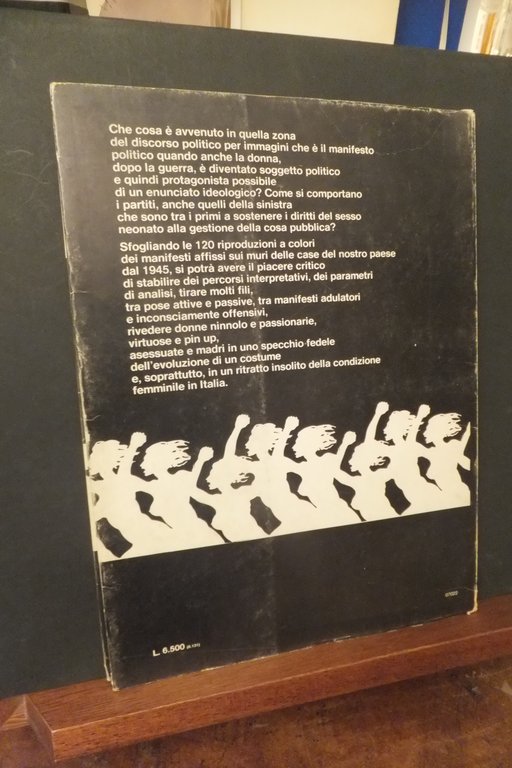 Che cosa è avvenuto in quella zona
del discorso politico per immagini che è il manifesto
politico quando anche la donna,
dopo la guerra, è diventato soggetto politico
e quindi protagonista possibile
di un enunciato ideologico? Come si comportano
i partiti, anche quelli della sinistra
che sono tra i primi a sostenere i diritti del sesso
neonato alla gestione della cosa pubblica?
Sfogliando le 120 riproduzioni a colori
dei manifesti affissi sui muri delle case del nostro paese
dal 1945, si potrà avere il piacere critico
di stabilire dei percorsi interpretativi, dei parametri
di analisi, tirare molti fili,
tra pose attive e passive, tra manifesti adulatori
e inconsciamente offensivi,
rivedere donne ninnolo e passionarie,
virtuose e pin up,
asessuate e madri in uno specchio fedele
dell'evoluzione di un costume
e, soprattutto, in un ritratto insolito della condizione
femminile in Italia.
07022
L. 6.500